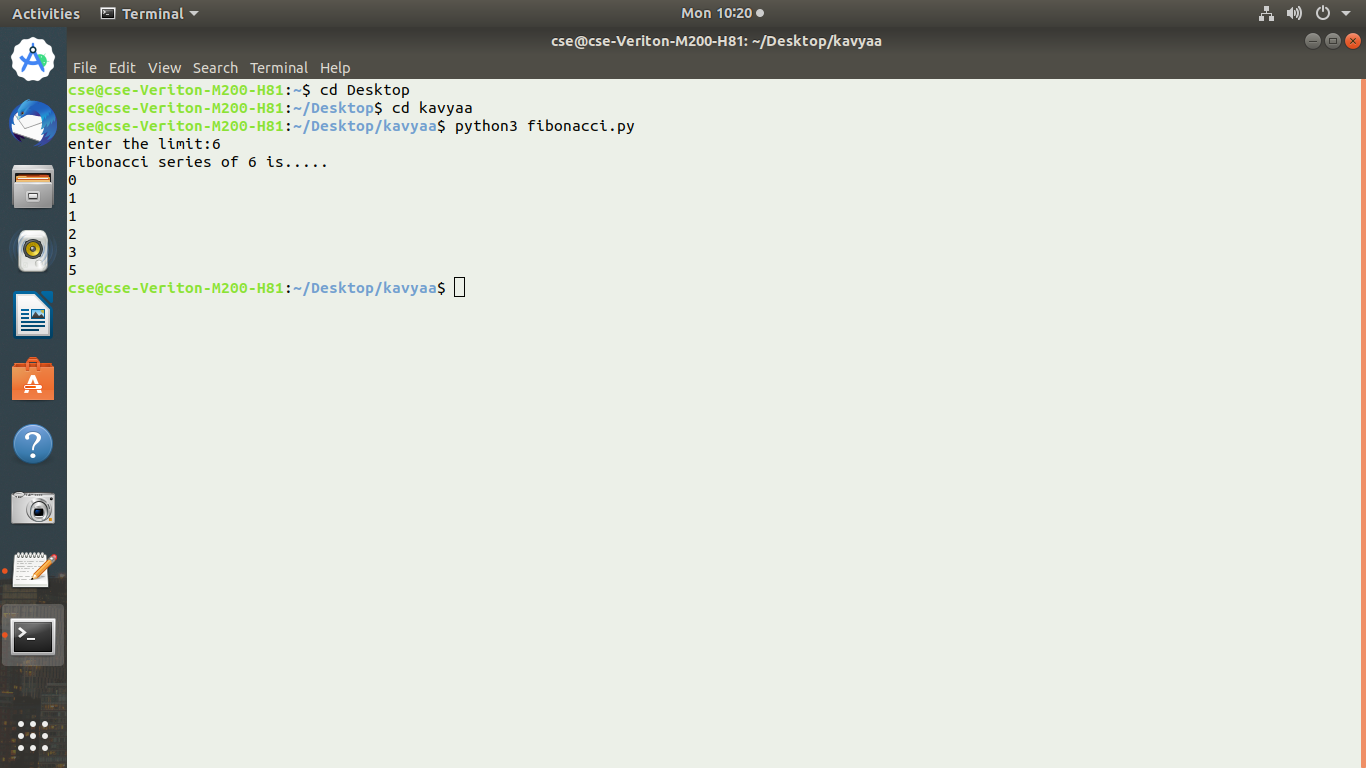 Activities Terminal Mon 10:20
cse@cse-Veriton-M200-H81: ~/Desktop/kavyaa
File Edit View Search Terminal Help
cse@cse-Veriton-M200-H81:~$ cd Desktop
cse@cse-Veriton-M200-H81:~/Desktop$ cd kavyaa
cse@cse-Veriton-M200-H81:~/Desktop/kavyaa$ python3 fibonacci.py
enter the limit:6
Fibonacci series of 6 is.....
0
1
1
2
3
5
cse@cse-Veriton-M200-H81:~/Desktop/kavyaa$